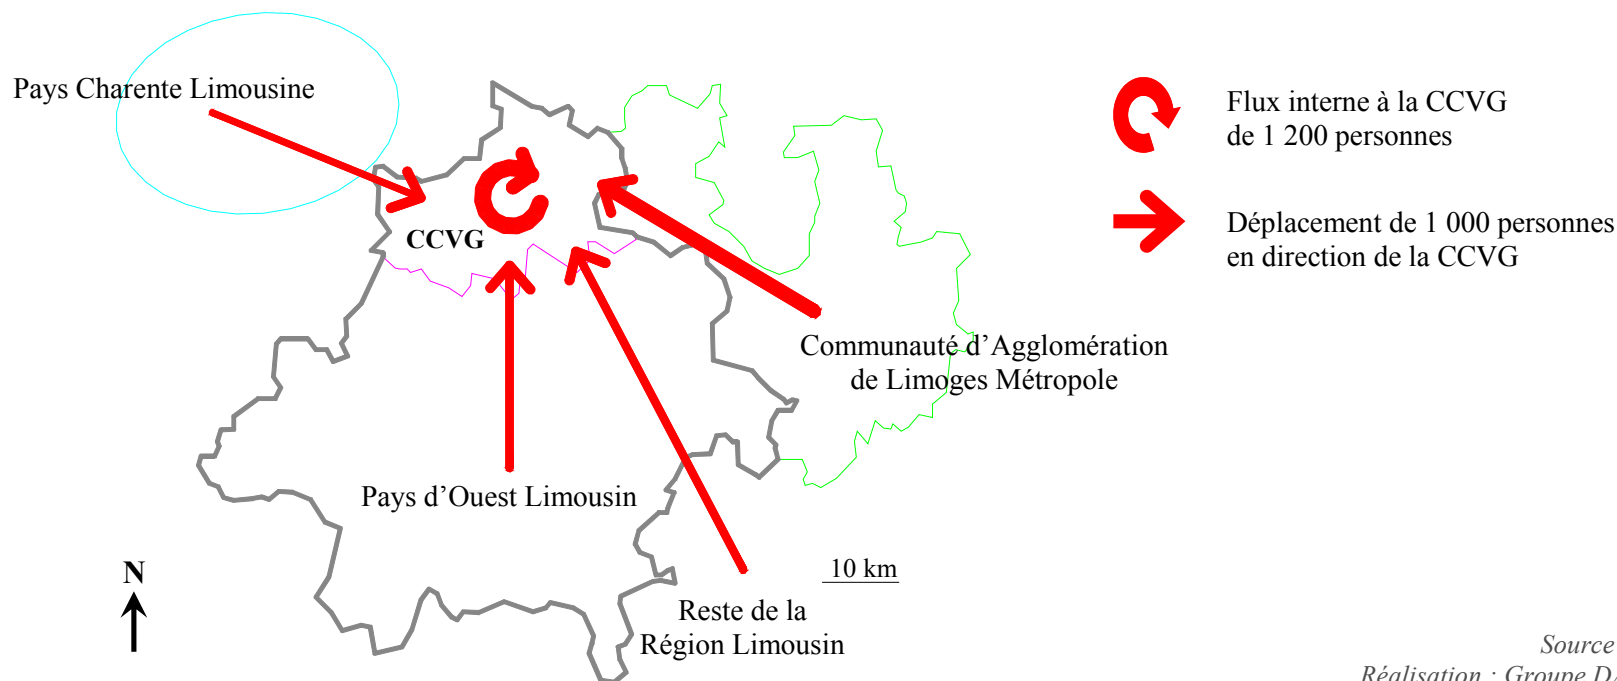 Pays Charente Limousine
Flux interne à la CCVG
de 1 200 personnes
Déplacement de 1 000 personnes
en direction de la CCVG
CCVG
Communauté d’Agglomération
de Limoges Métropole
Pays d’Ouest Limousin
10 km
N
Reste de la
Région Limousin
Source
Réalisation : Groupe